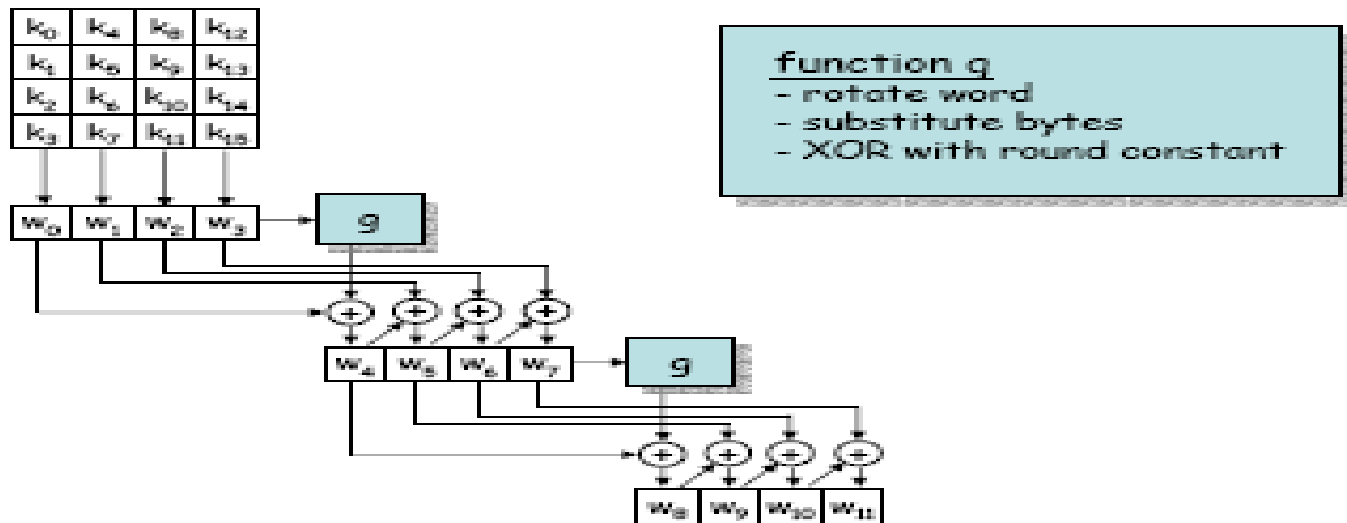 k₀ k₄ k₈ k₁₂
k₁ k₅ k₉ k₁₃
k₂ k₆ k₁₀ k₁₄
k₃ k₇ k₁₁ k₁₅
function g
- rotate word
- substitute bytes
- XOR with round constant
w₀ w₁ w₂ w₃ g
+ + + +
w₄ w₅ w₆ w₇ g
+ + + +
w₈ w₉ w₁₀ w₁₁